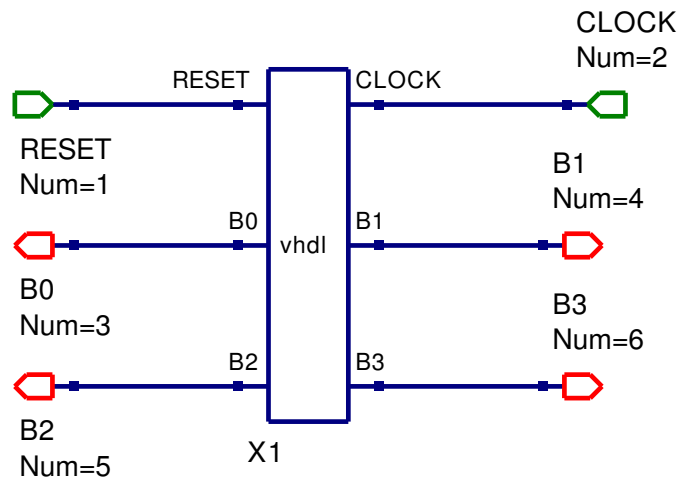 CLOCK
Num=2
RESET
CLOCK
RESET
Num=1
B1
Num=4
B0
B1
vhdl
B0
Num=3
B3
Num=6
B2
B3
B2
Num=5
X1